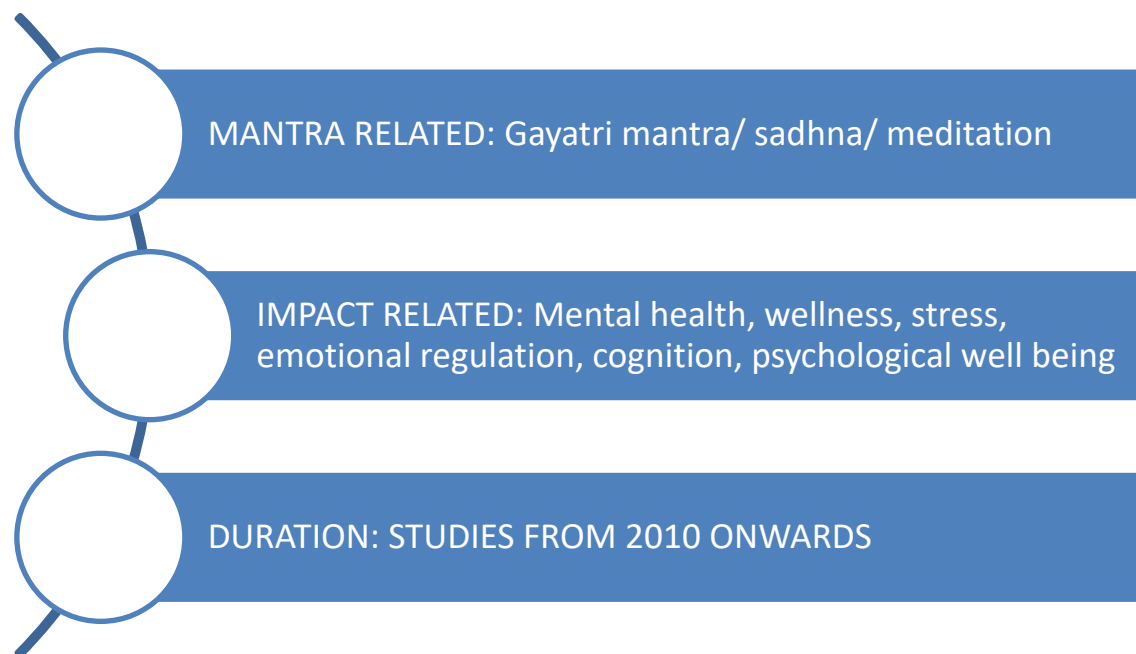 MANTRA RELATED: Gayatri mantra/ sadhna/ meditation
IMPACT RELATED: Mental health, wellness, stress,
emotional regulation, cognition, psychological well being
DURATION: STUDIES FROM 2010 ONWARDS